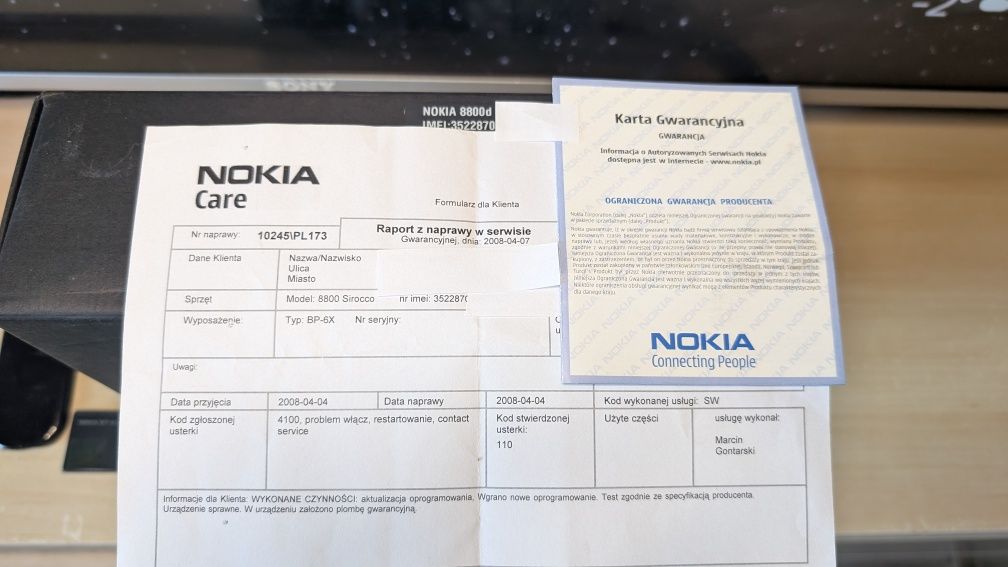 SONY
NOKIA 8800d
IMEI:3522870
NOKIA
Care
Formularz dla Klienta
Nr naprawy: 10245\PL173
Raport z naprawy w serwisie
Gwarancyjnej, dnia: 2008-04-07
Dane Klienta
Nazwa/Nazwisko
Ulica
Miasto
Sprzęt
Model: 8800 Sirocco
nr imei: 352287
Wyposażenie:
Typ: BP-6X
Nr seryjny:
Uwagi:
Data przyjęcia
2008-04-04
Data naprawy
2008-04-04
Kod wykonanej usługi: SW
Kod zgłoszonej
usterki
4100, problem włącz, restartowanie, contact
service
Kod stwierdzonej
usterki:
110
Użyte części
usługę wykonał:
Marcin
Gontarski
Informacje dla Klienta: WYKONANE CZYNNOŚCI: aktualizacja oprogramowania, Wgrano nowe oprogramowanie. Test zgodnie ze specyfikacją producenta.
Urządzenie sprawne. W urządzeniu założono plombę gwarancyjną.
Karta Gwarancyjna
GWARANCJA
Informacja o Autoryzowanych Serwisach Nokia
dostępna jest w Internecie - www.nokia.pl
OGRANICZONA GWARANCJA PRODUCENTA
NOKIA
Connecting People